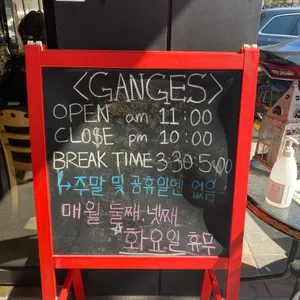 <GANGES>
OPEN am 11:00
CLOSE pm 10:00
BREAK TIME 3:30-5:00
↳주말 및 공휴일엔 없음
매월 둘째, 넷째
☆화요일 휴무